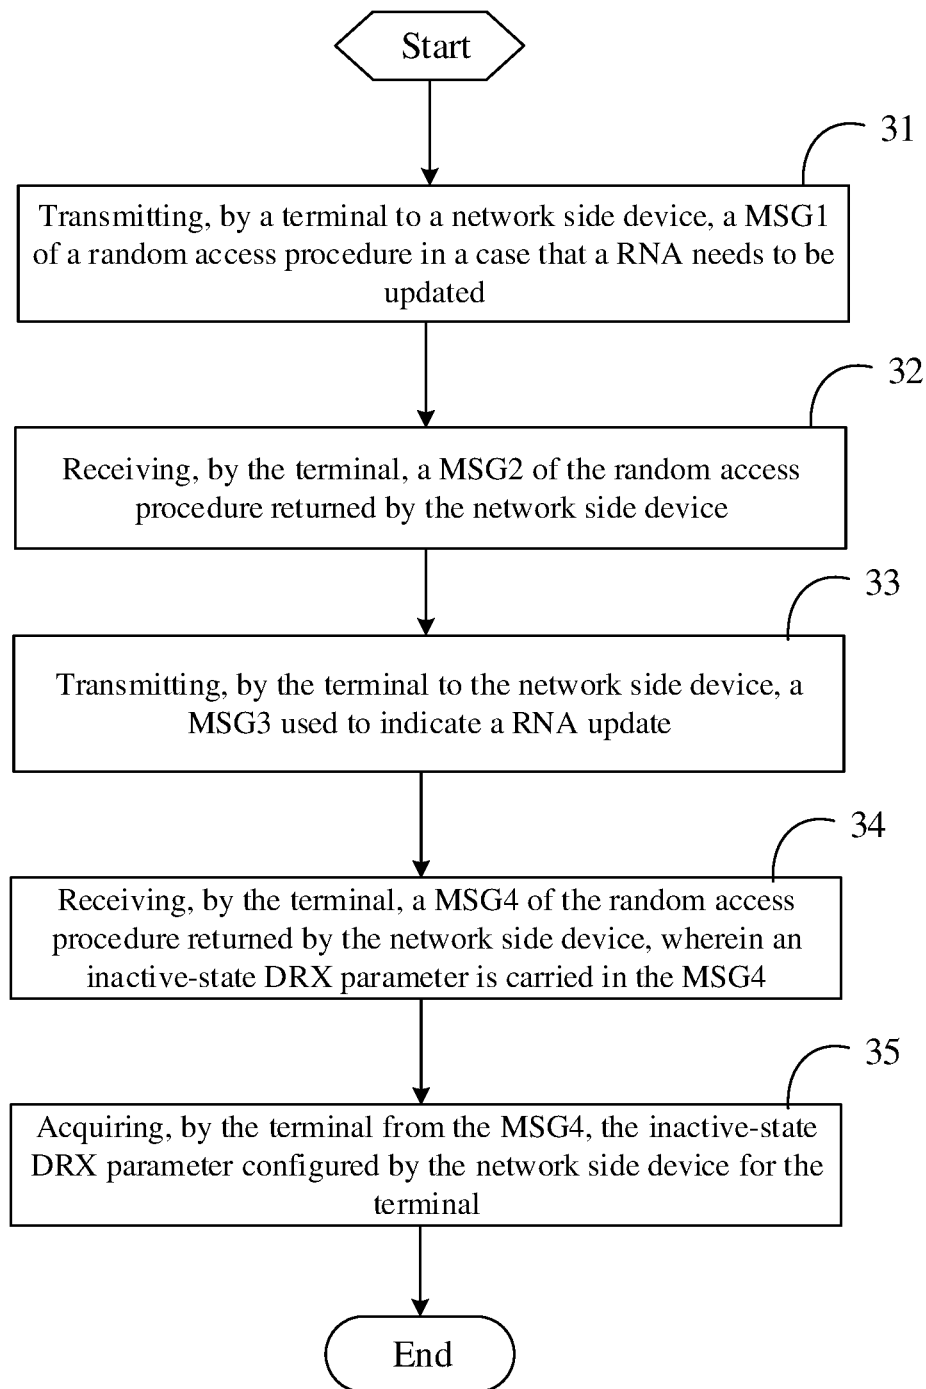 Start
31
Transmitting, by a terminal to a network side device, a MSG1
of a random access procedure in a case that a RNA needs to be
updated
32
Receiving, by the terminal, a MSG2 of the random access
procedure returned by the network side device
33
Transmitting, by the terminal to the network side device, a
MSG3 used to indicate a RNA update
34
Receiving, by the terminal, a MSG4 of the random access
procedure returned by the network side device, wherein an
inactive-state DRX parameter is carried in the MSG4
35
Acquiring, by the terminal from the MSG4, the inactive-state
DRX parameter configured by the network side device for the
terminal
End